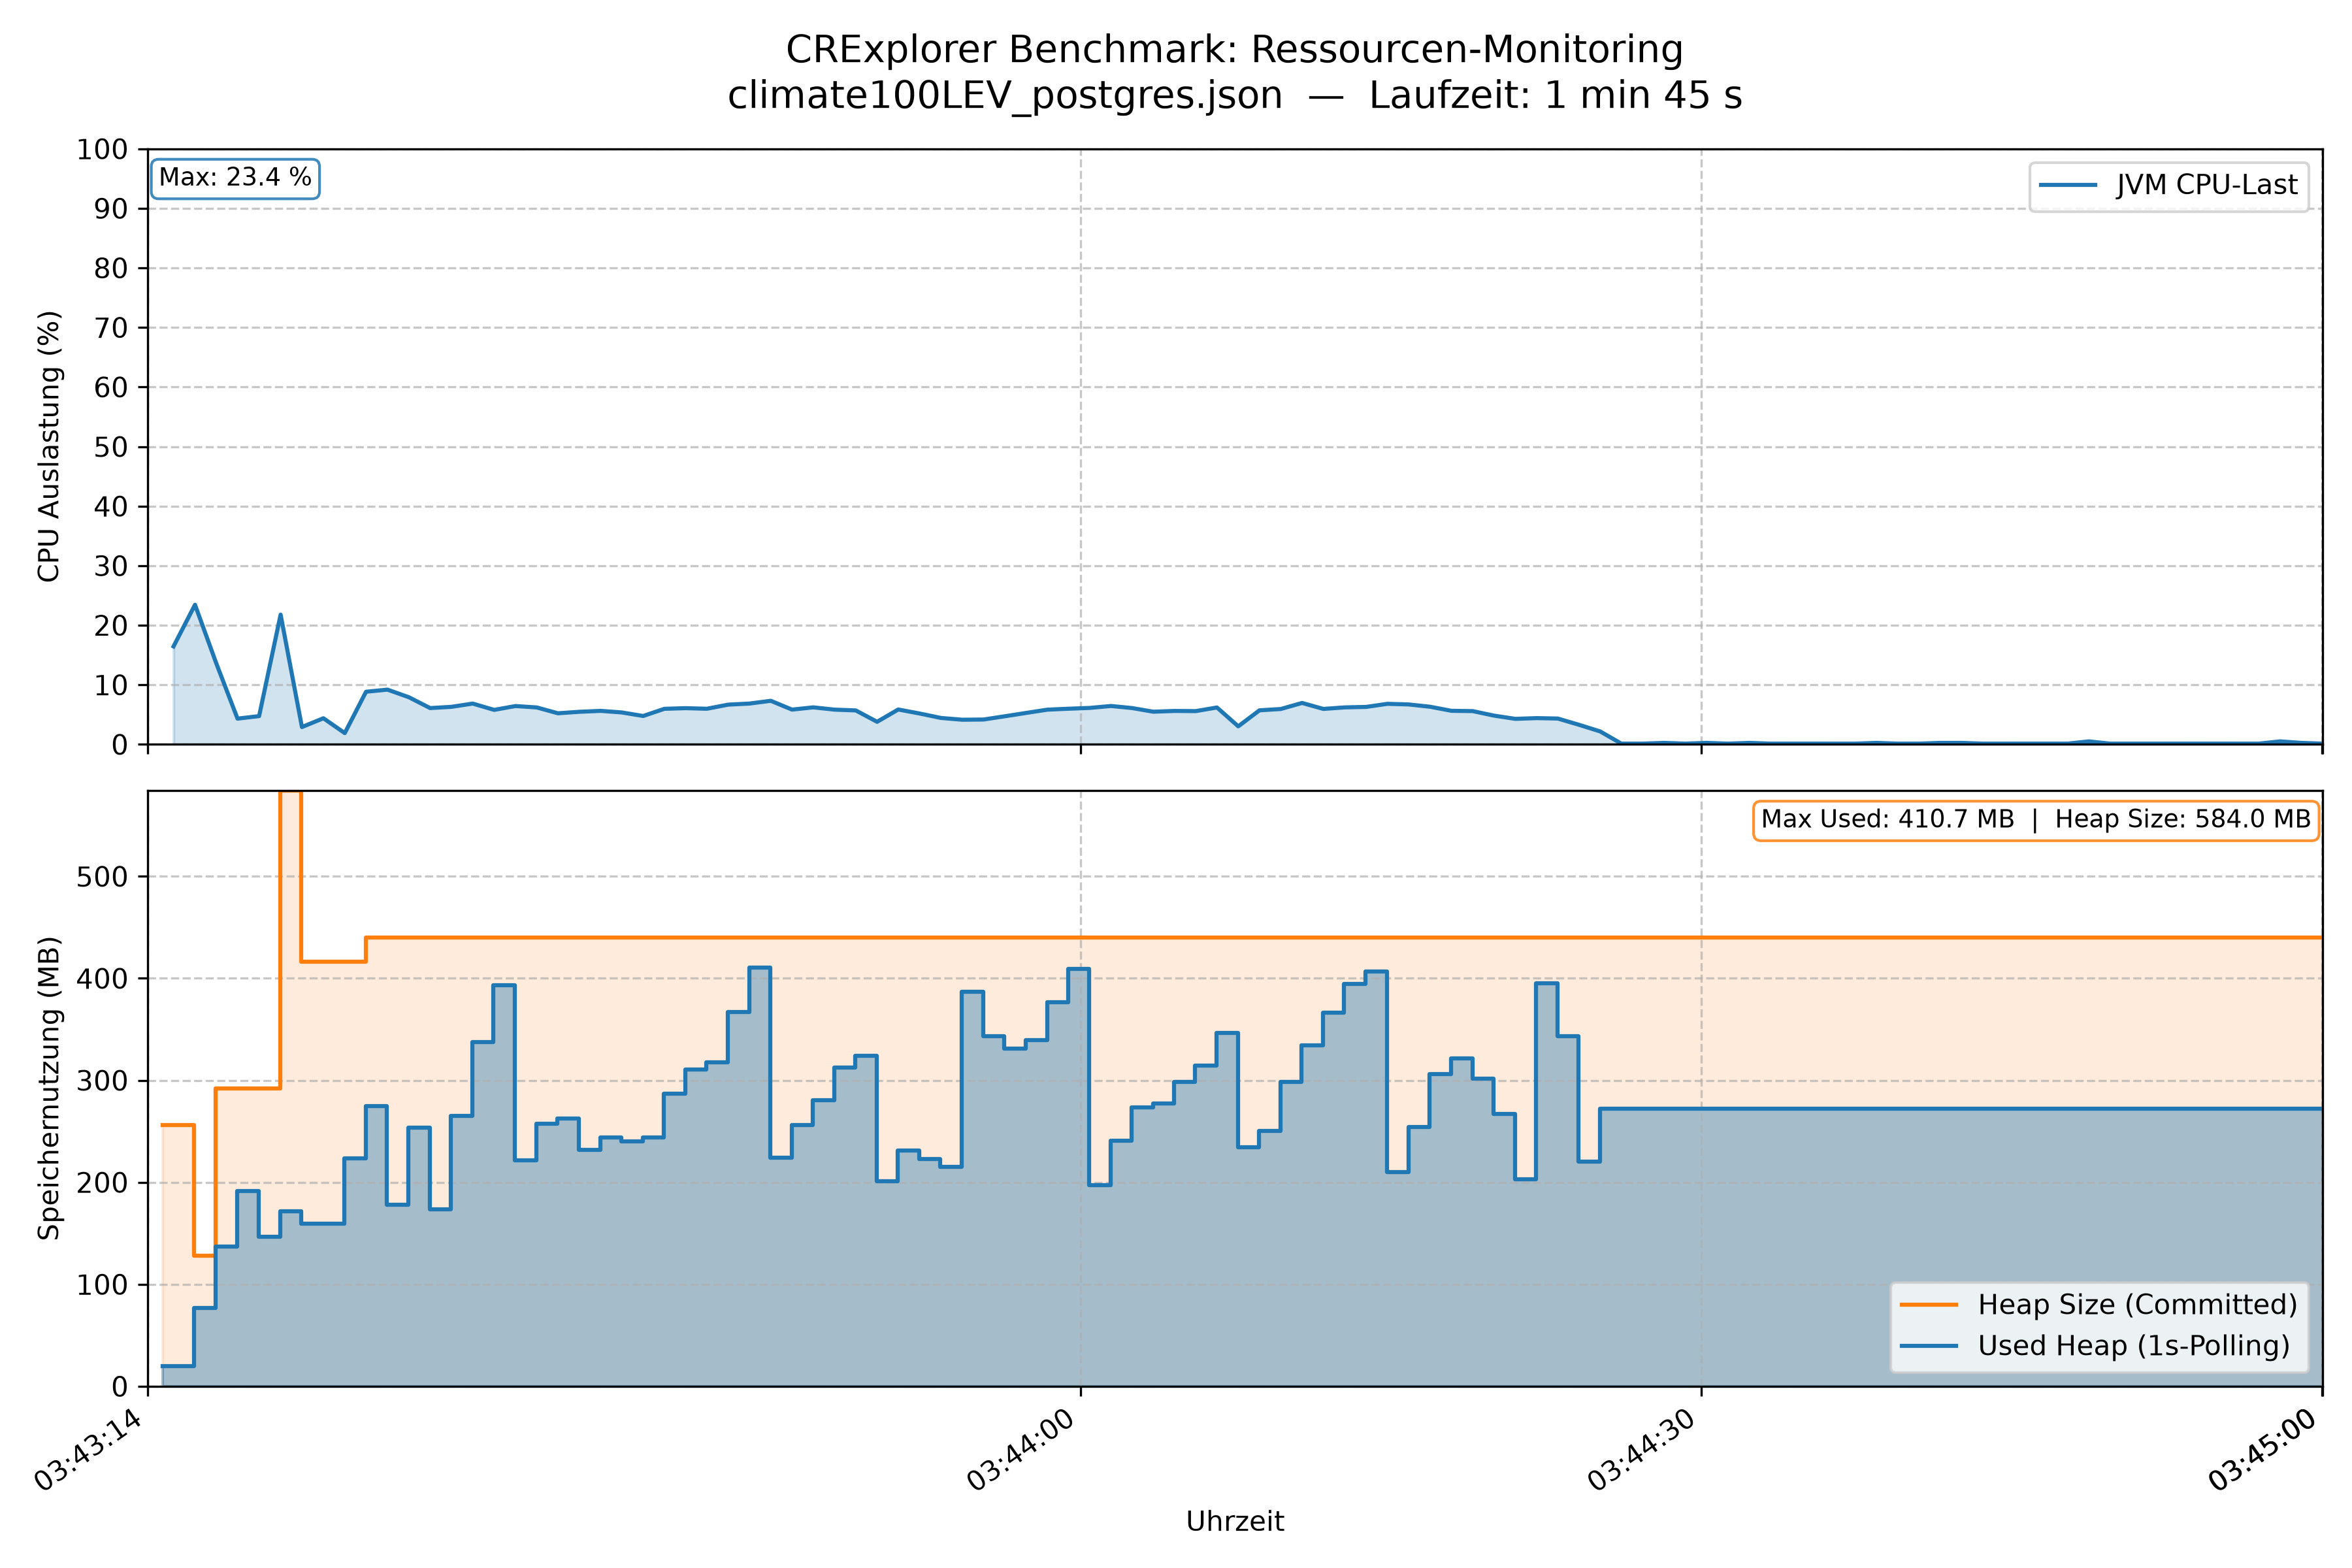 CRExplorer Benchmark: Ressourcen-Monitoring
climate100LEV_postgres.json — Laufzeit: 1 min 45 s
Max: 23.4 %
JVM CPU-Last
CPU Auslastung (%)
100
90
80
70
60
50
40
30
20
10
0
Max Used: 410.7 MB | Heap Size: 584.0 MB
Speichernutzung (MB)
500
400
300
200
100
0
Heap Size (Committed)
Used Heap (1s-Polling)
03:43:14
03:44:00
03:44:30
03:45:00
Uhrzeit